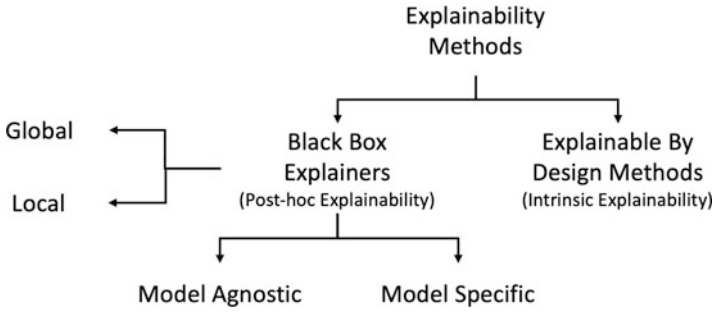 Explainability
Methods
Global
Local
Black Box
Explainers
(Post-hoc Explainability)
Explainable By
Design Methods
(Intrinsic Explainability)
Model Agnostic
Model Specific